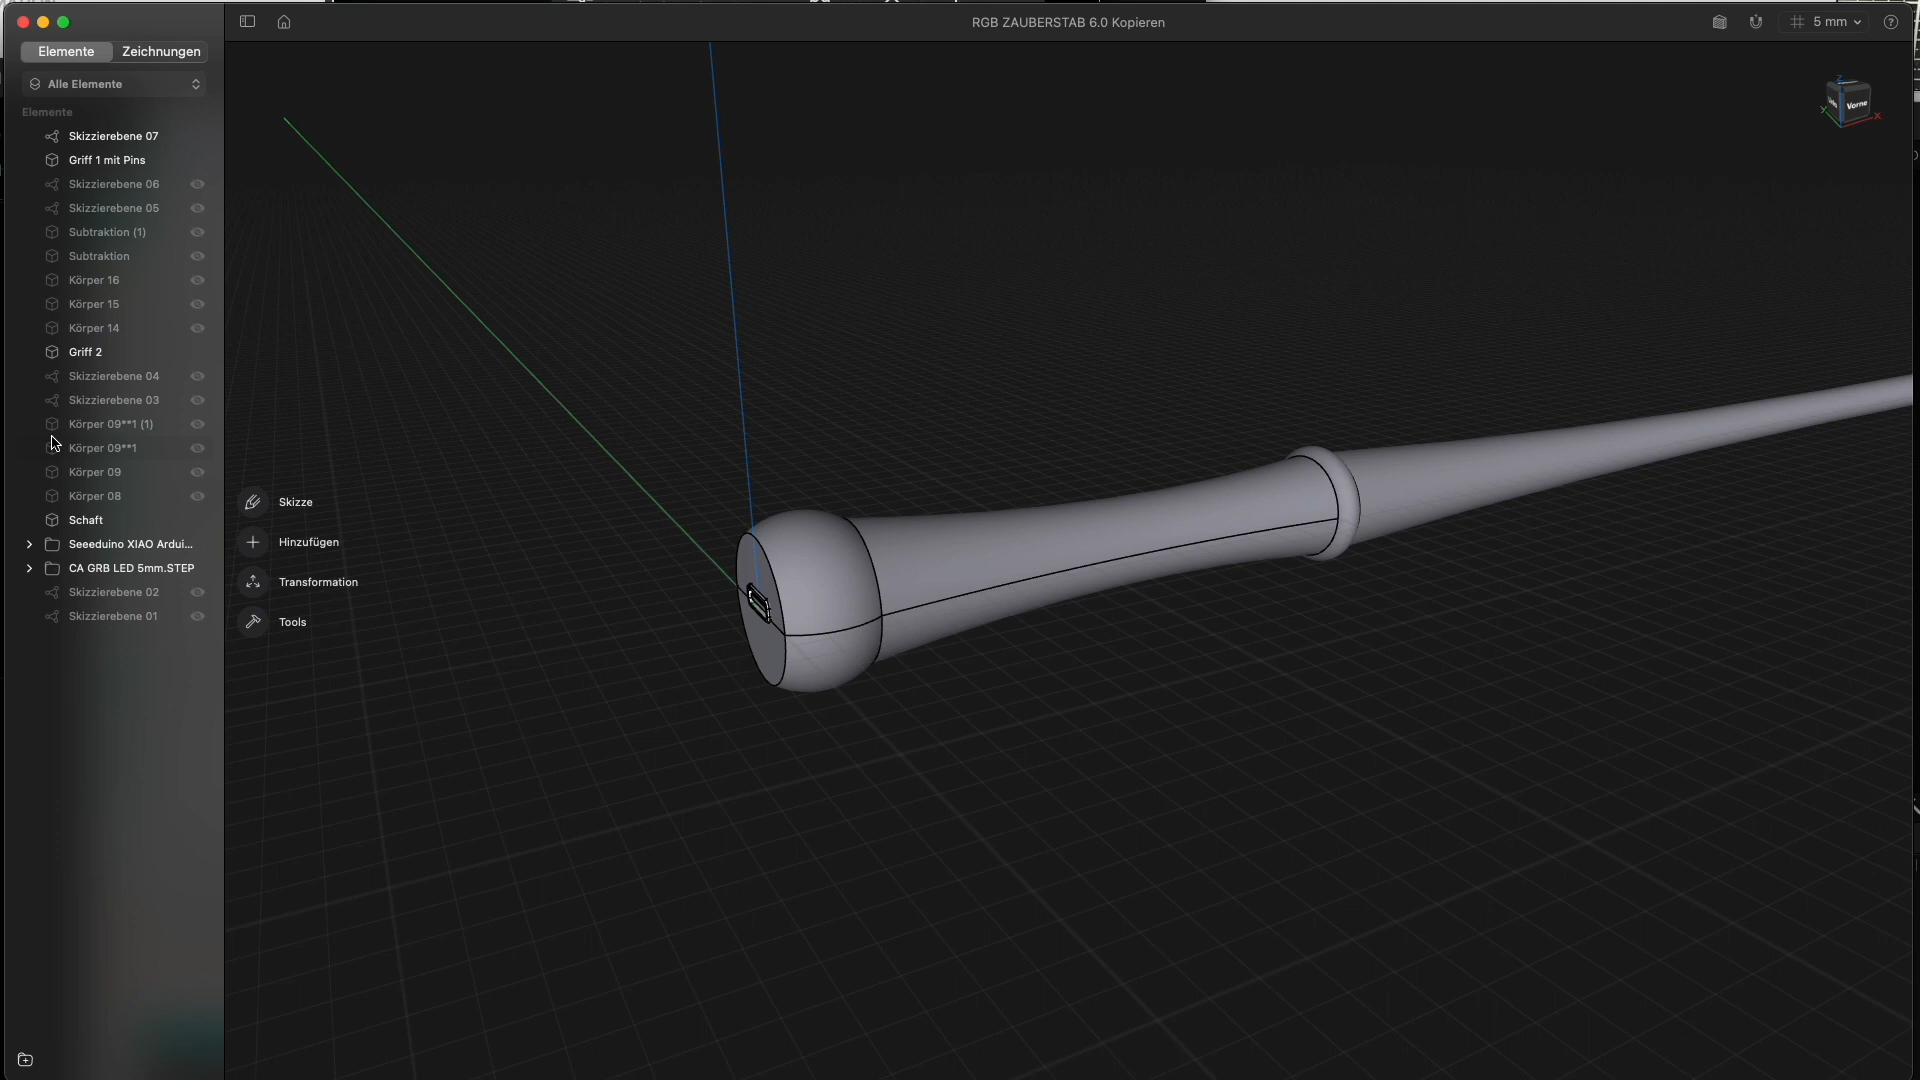 RGB ZAUBERSTAB 6.0 Kopieren
5 mm
Elemente
Zeichnungen
Alle Elemente
Elemente
Skizzierebene 07
Griff 1 mit Pins
Skizzierebene 06
Skizzierebene 05
Subtraktion (1)
Subtraktion
Körper 16
Körper 15
Körper 14
Griff 2
Skizzierebene 04
Skizzierebene 03
Körper 09**1 (1)
Körper 09**1
Körper 09
Körper 08
Schaft
Seeeduino XIAO Ardui...
CA GRB LED 5mm.STEP
Skizzierebene 02
Skizzierebene 01
Skizze
Hinzufügen
Transformation
Tools
Z
Vorne
Y
X